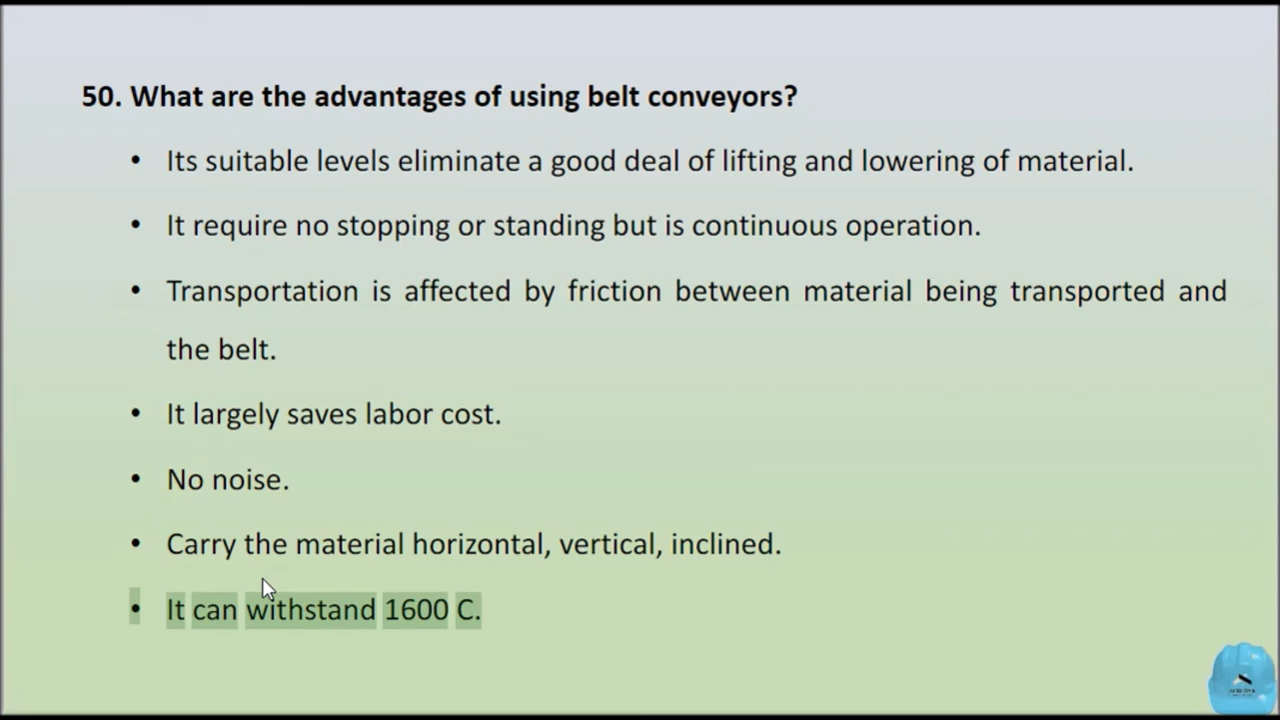 50. What are the advantages of using belt conveyors?
• Its suitable levels eliminate a good deal of lifting and lowering of material.
• It require no stopping or standing but is continuous operation.
• Transportation is affected by friction between material being transported and
the belt.
• It largely saves labor cost.
• No noise.
• Carry the material horizontal, vertical, inclined.
• It can withstand 1600 C.